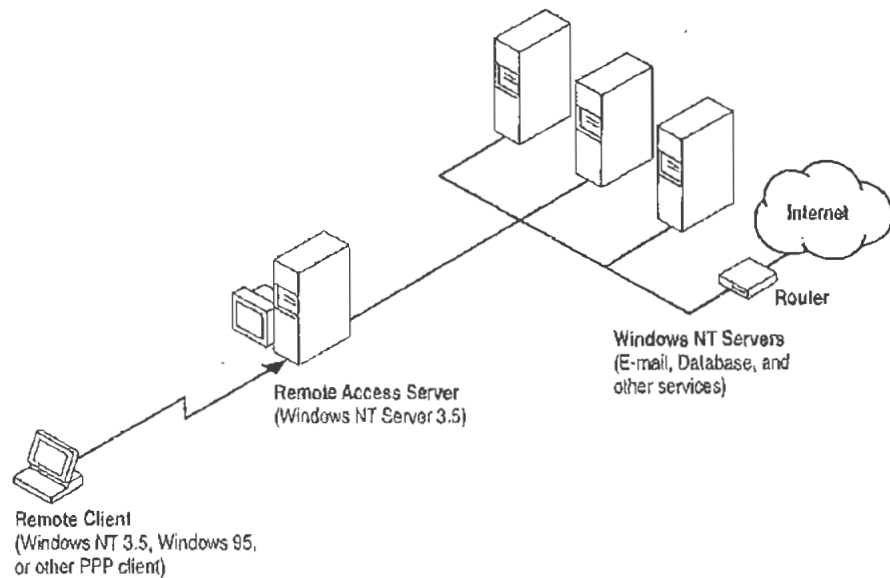 Internet
Router
Windows NT Servers
(E-mail, Database, and
other services)
Remote Access Server
(Windows NT Server 3.5)
Remote Client
(Windows NT 3.5, Windows 95,
or other PPP client)